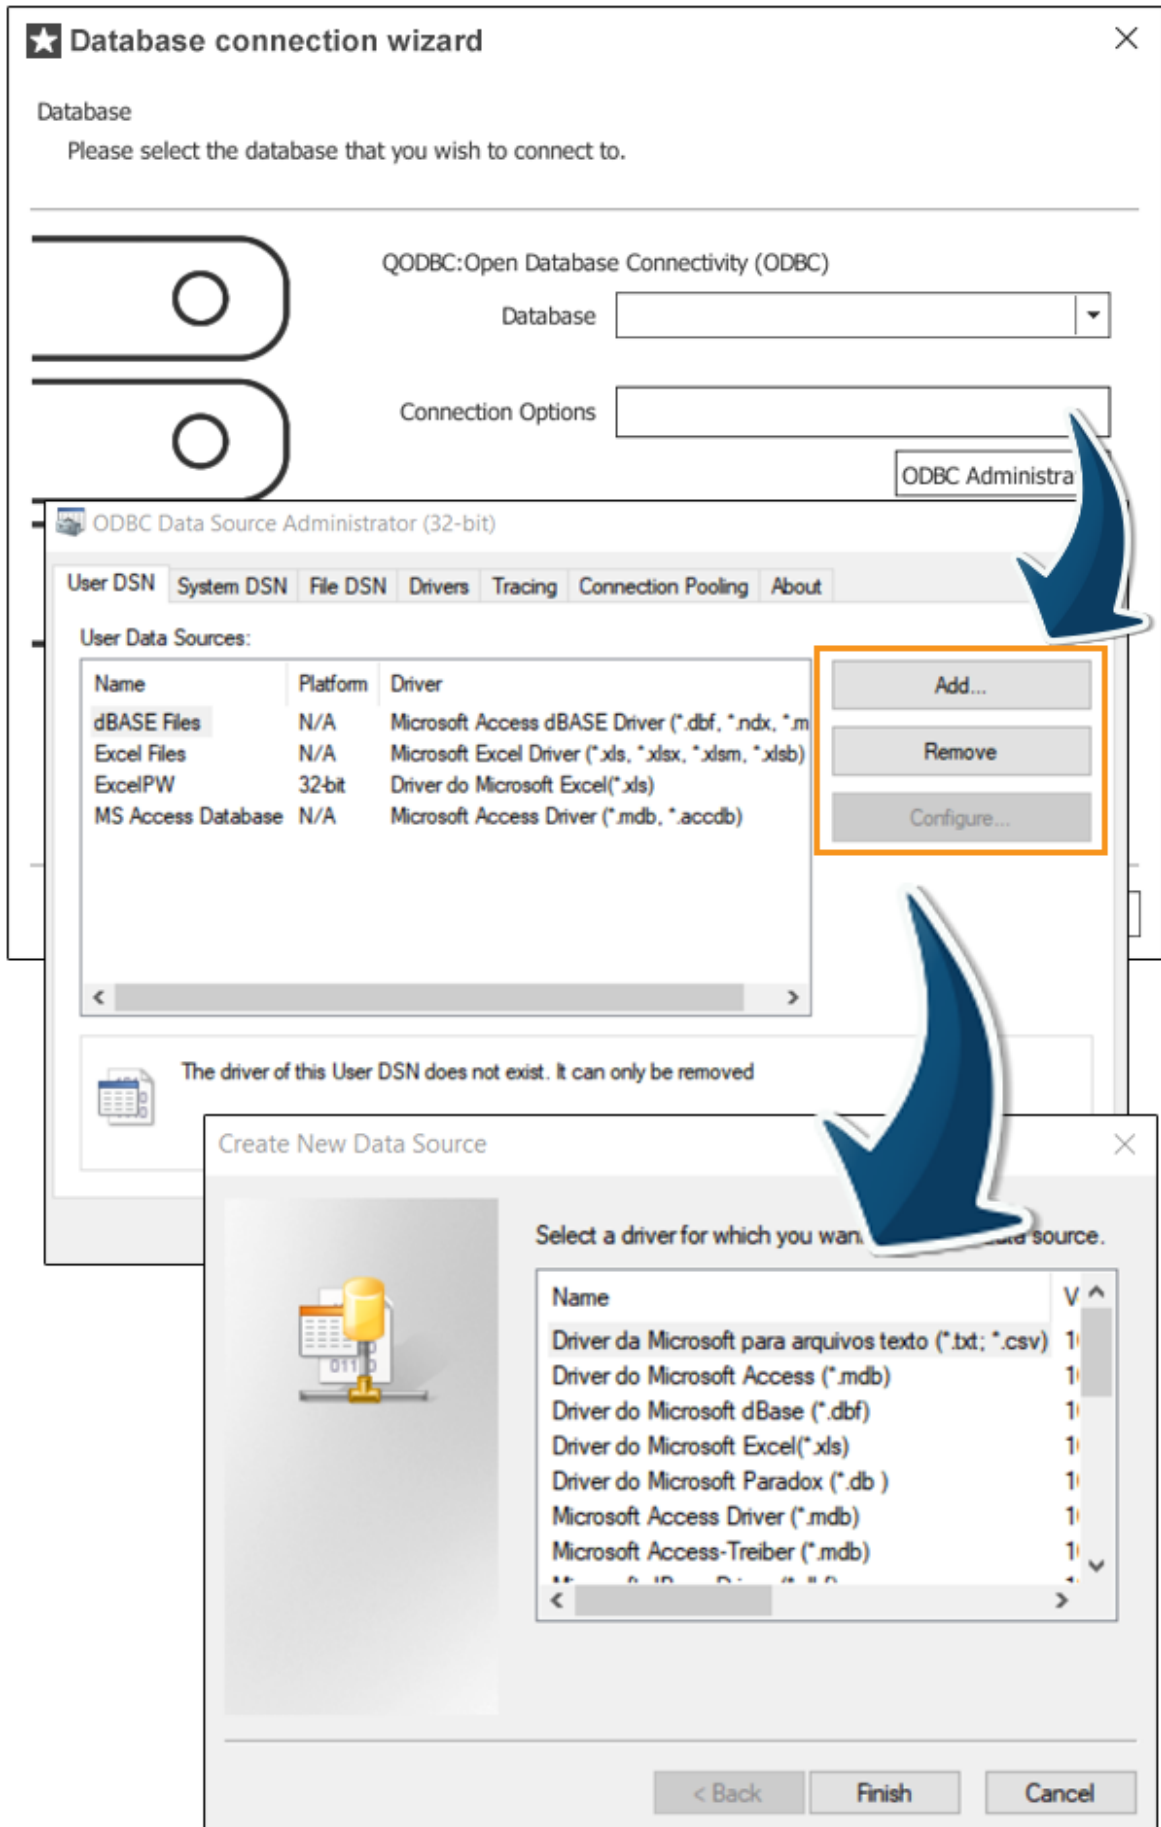 Database connection wizard
Database
Please select the database that you wish to connect to.
QODBC:Open Database Connectivity (ODBC)
Database
Connection Options
ODBC Administra
ODBC Data Source Administrator (32-bit)
User DSN System DSN File DSN Drivers Tracing Connection Pooling About
User Data Sources:
Name Platform Driver
dBASE Files N/A Microsoft Access dBASE Driver (*.dbf, *.ndx, *.m
Excel Files N/A Microsoft Excel Driver (*.xls, *.xlsx, *.xlsm, *.xlsb)
ExcelPW 32-bit Driver do Microsoft Excel(*.xls)
MS Access Database N/A Microsoft Access Driver (*.mdb, *.accdb)
Add...
Remove
Configure...
The driver of this User DSN does not exist. It can only be removed
Create New Data Source
Select a driver for which you wan source.
Name V
Driver da Microsoft para arquivos texto (*.txt; *.csv) 1
Driver do Microsoft Access (*.mdb) 1
Driver do Microsoft dBase (*.dbf) 1
Driver do Microsoft Excel(*.xls) 1
Driver do Microsoft Paradox (*.db ) 1
Microsoft Access Driver (*.mdb) 1
Microsoft Access-Treiber (*.mdb) 1
< Back Finish Cancel